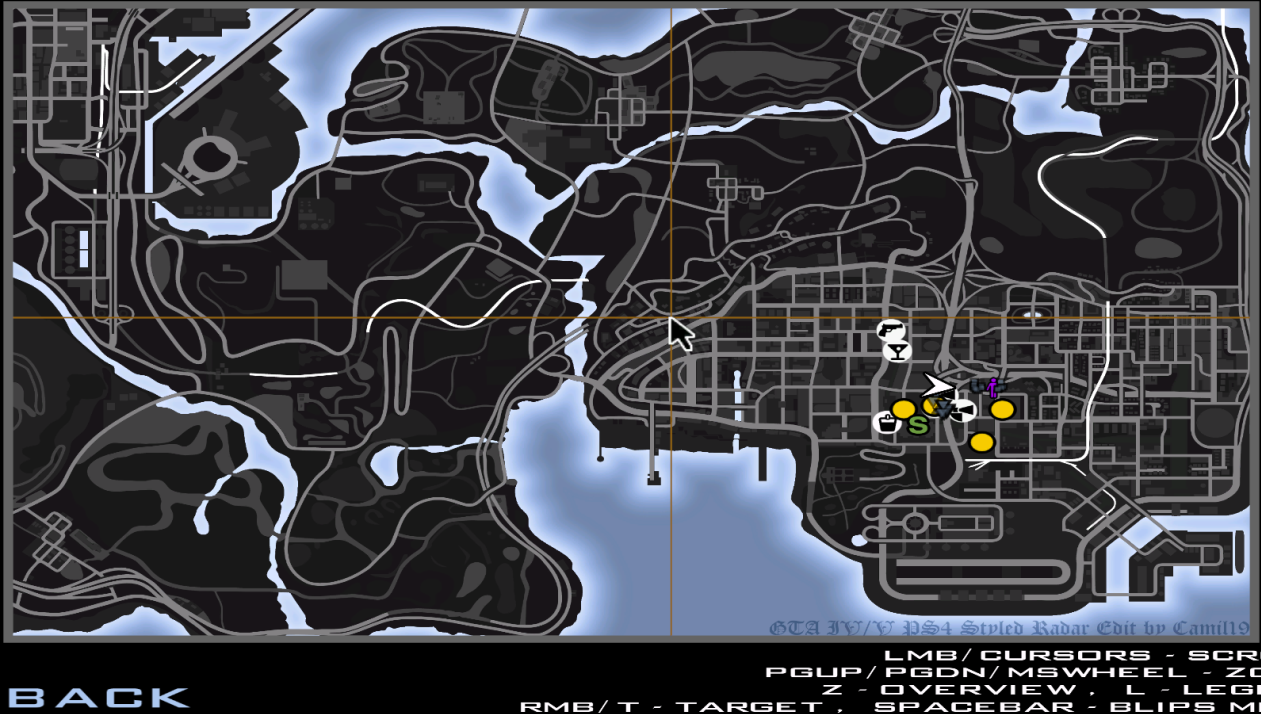 GTA IV/V PS4 Styled Radar Edit by Camil19
S
LMB/CURSORS - SCR
PGUP/PGDN/MSWHEEL - ZO
BACK
Z - OVERVIEW , L - LEG
RMB/T - TARGET , SPACEBAR - BLIPS M